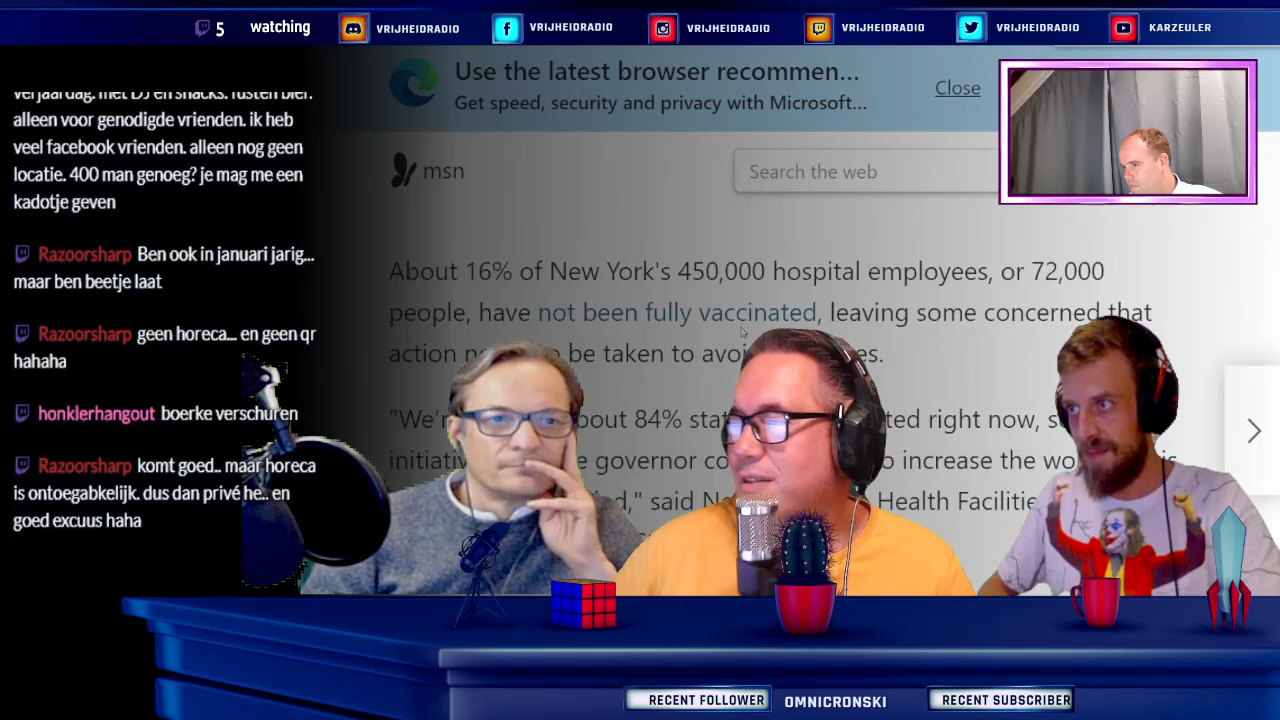 5 watching
VRIJHEIDRADIO
VRIJHEIDRADIO
VRIJHEIDRADIO
VRIJHEIDRADIO
VRIJHEIDRADIO
KARZEULER
verjaardag. met DJ en snacks. fusten bier.
alleen voor genodigde vrienden. ik heb
veel facebook vrienden. alleen nog geen
locatie. 400 man genoeg? je mag me een
kadotje geven
Razoorsharp Ben ook in januari jarig...
maar ben beetje laat
Razoorsharp geen horeca... en geen qr
hahaha
honklerhangout boerke verschuren
Razoorsharp komt goed.. maar horeca
is ontoegabkelijk. dus dan privé he.. en
goed excuus haha
Use the latest browser recommen...
Get speed, security and privacy with Microsoft...
Close
msn
Search the web
About 16% of New York's 450,000 hospital employees, or 72,000
people, have not been fully vaccinated, leaving some concerned that
action be taken to
"We're about 84%
right now,
governor to increase the
said Health
RECENT FOLLOWER
OMNICRONSKI
RECENT SUBSCRIBER